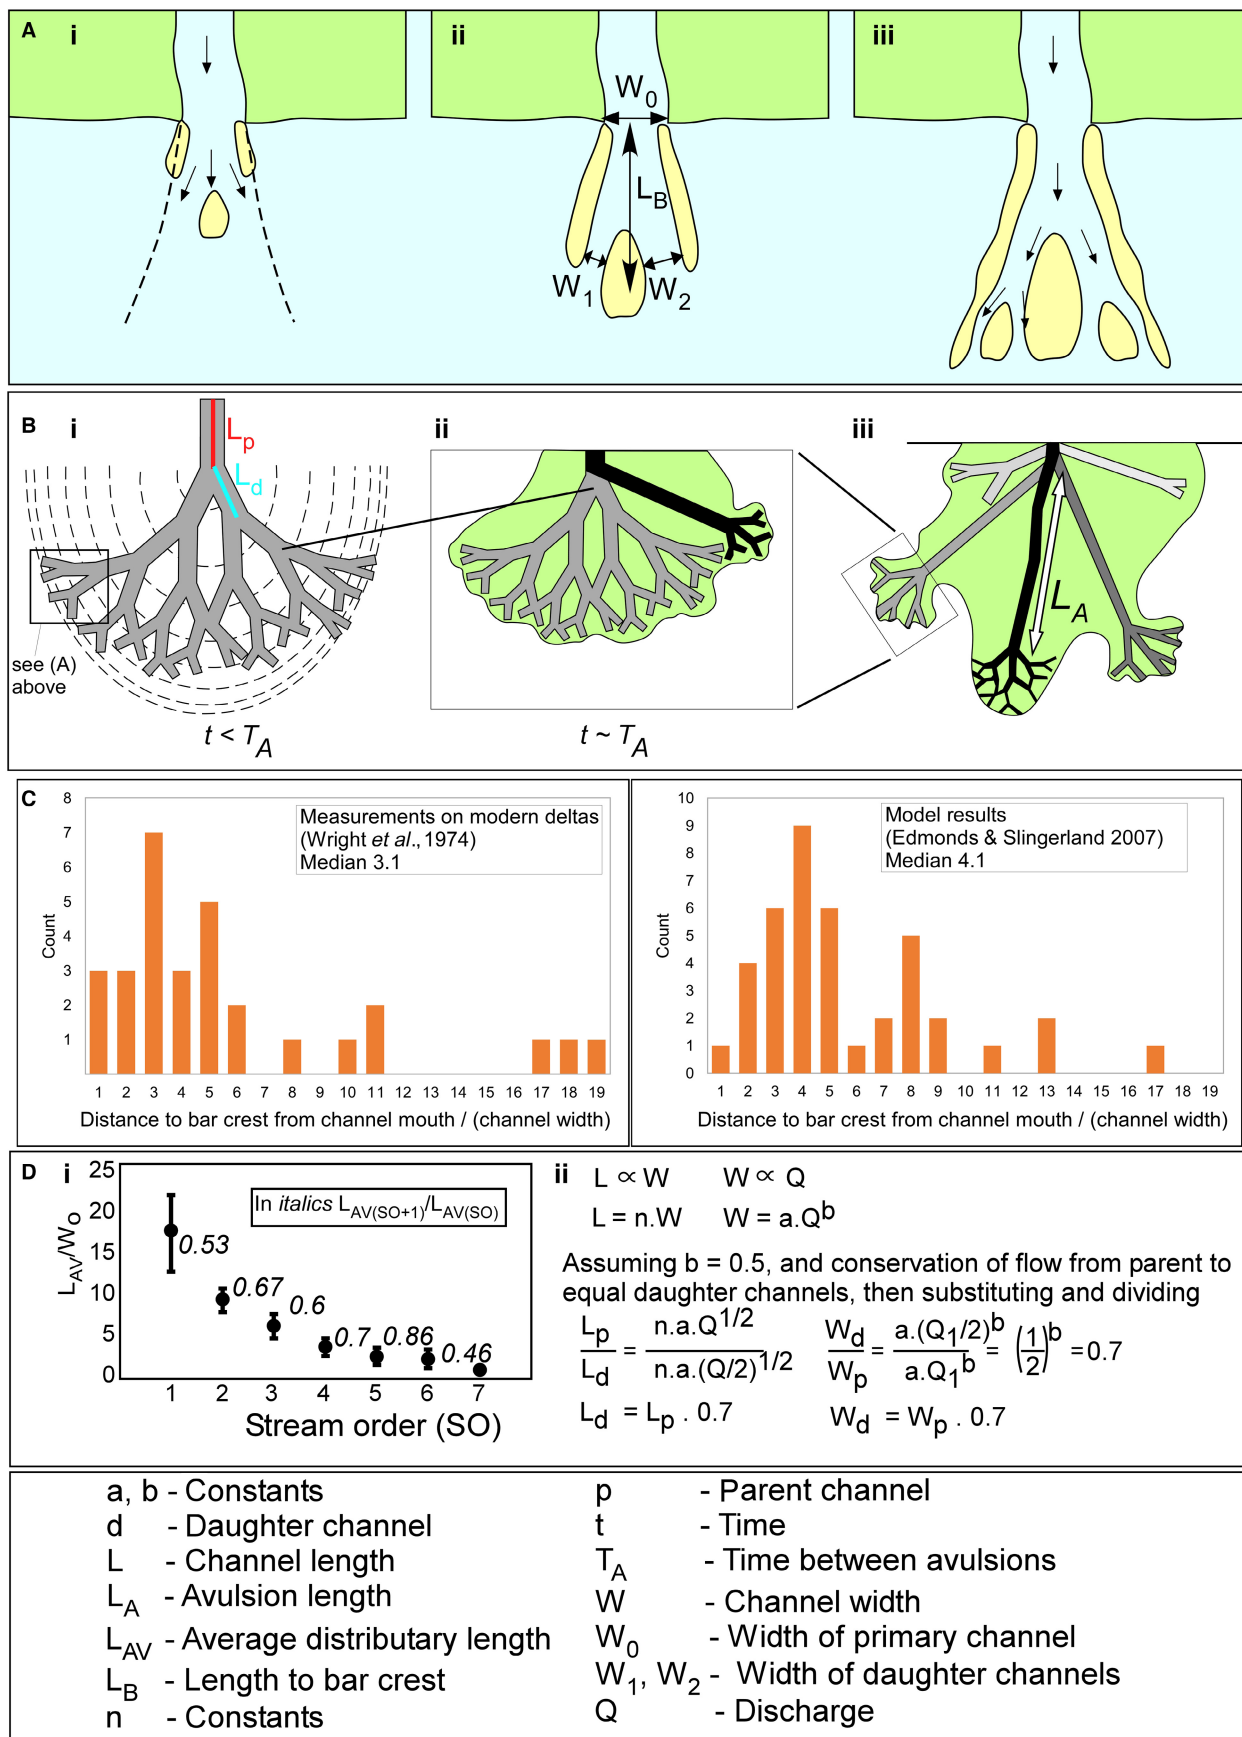 A
i
ii
iii
W0
LB
W1
W2
B
i
ii
iii
Lp
Ld
LA
see (A)
above
t < TA
t ~ TA
C
Measurements on modern deltas
(Wright et al., 1974)
Median 3.1
8
7
6
5
4
3
2
1
Count
1 2 3 4 5 6 7 8 9 10 11 12 13 14 15 16 17 18 19
Distance to bar crest from channel mouth / (channel width)
Model results
(Edmonds & Slingerland 2007)
Median 4.1
10
9
8
7
6
5
4
3
2
1
0
Count
1 2 3 4 5 6 7 8 9 10 11 12 13 14 15 16 17 18 19
Distance to bar crest from channel mouth / (channel width)
D
i
25
20
15
10
5
0
LAV/WO
In italics LAV(SO+1)/LAV(SO)
0.53
0.67
0.6
0.7
0.86
0.46
1 2 3 4 5 6 7
Stream order (SO)
ii
L ∝ W W ∝ Q
L = n.W W = a.Q^b
Assuming b = 0.5, and conservation of flow from parent to
equal daughter channels, then substituting and dividing
Lp/Ld = n.a.Q^1/2 / n.a.(Q/2)^1/2
Wd/Wp = a.(Q1/2)^b / a.Q1^b = (1/2)^b = 0.7
Ld = Lp . 0.7
Wd = Wp . 0.7
a, b - Constants
d - Daughter channel
L - Channel length
LA - Avulsion length
LAV - Average distributary length
LB - Length to bar crest
n - Constants
p - Parent channel
t - Time
TA - Time between avulsions
W - Channel width
W0 - Width of primary channel
W1, W2 - Width of daughter channels
Q - Discharge